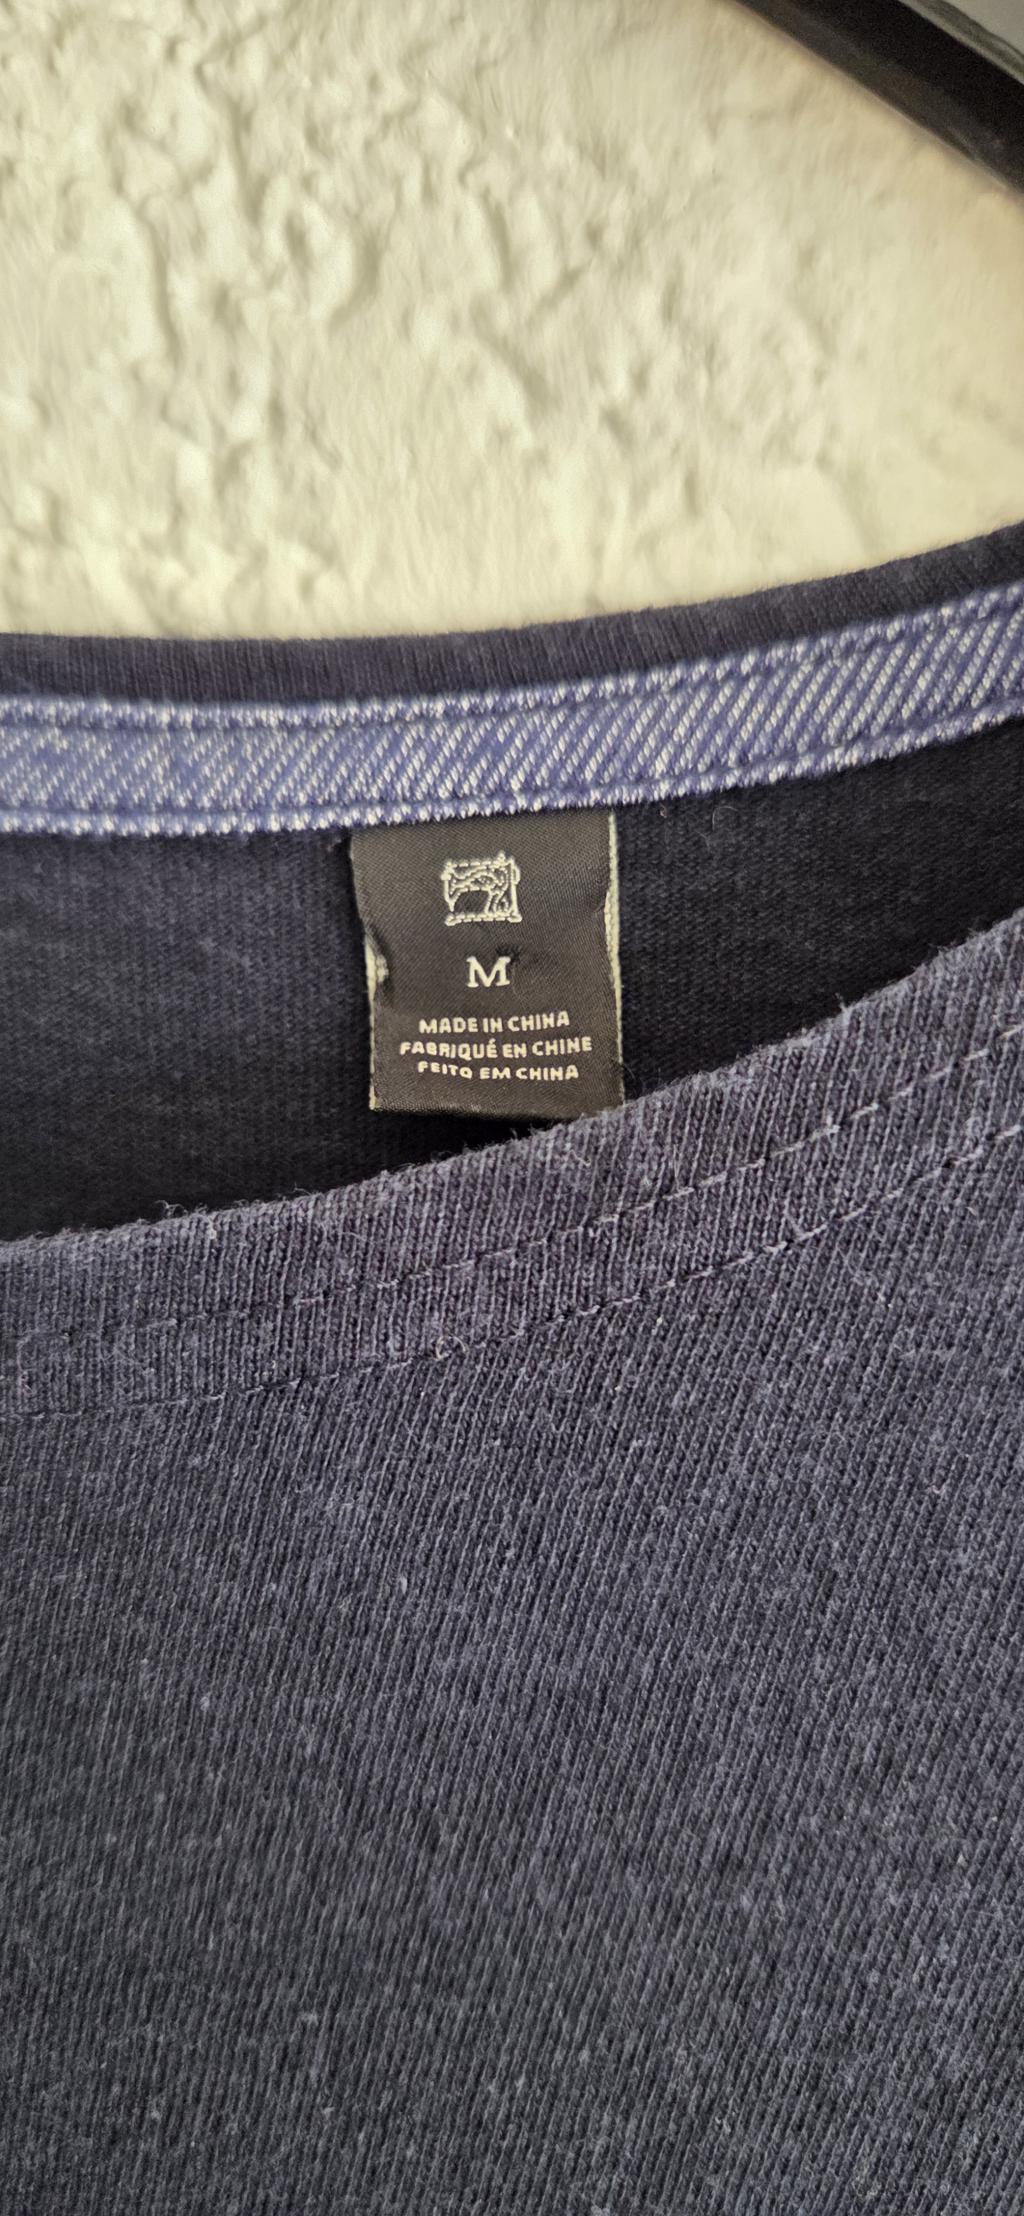 M
MADE IN CHINA
FABRIQUÉ EN CHINE
FEITO EM CHINA